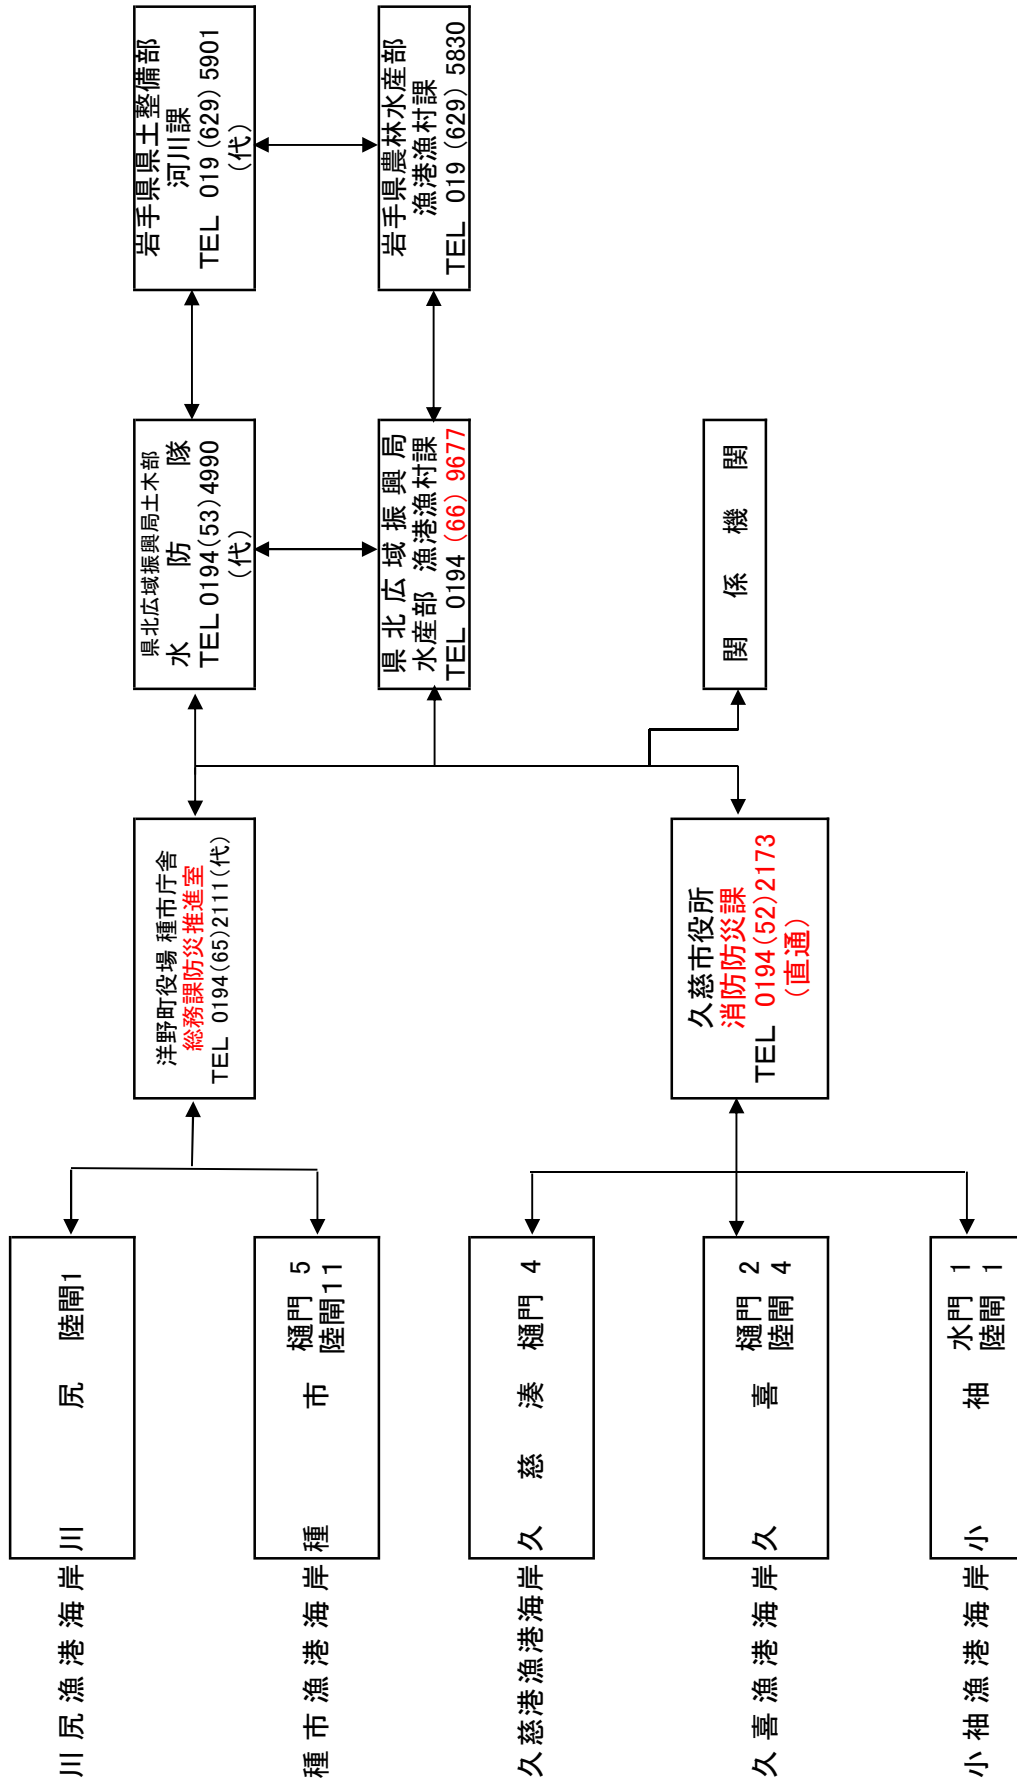 川尻漁港海岸
川尻 陸閘1
種市漁港海岸
種市 樋門 5
陸閘11
久慈港漁港海岸
久慈湊 樋門 4
久喜漁港海岸
久喜 樋門 2
陸閘 4
小袖漁港海岸
小袖 水門 1
陸閘 1
洋野町役場 種市庁舎
総務課防災推進室
TEL 0194(65)2111(代)
久慈市役所
消防防災課
TEL 0194(52)2173
(直通)
県北広域振興局土木部
水防隊
TEL 0194(53)4990
(代)
県北広域振興局
水産部 漁港漁村課
TEL 0194 (66) 9677
関係機関
岩手県県土整備部
河川課
TEL 019(629)5901
(代)
岩手県農林水産部
漁港漁村課
TEL 019 (629) 5830